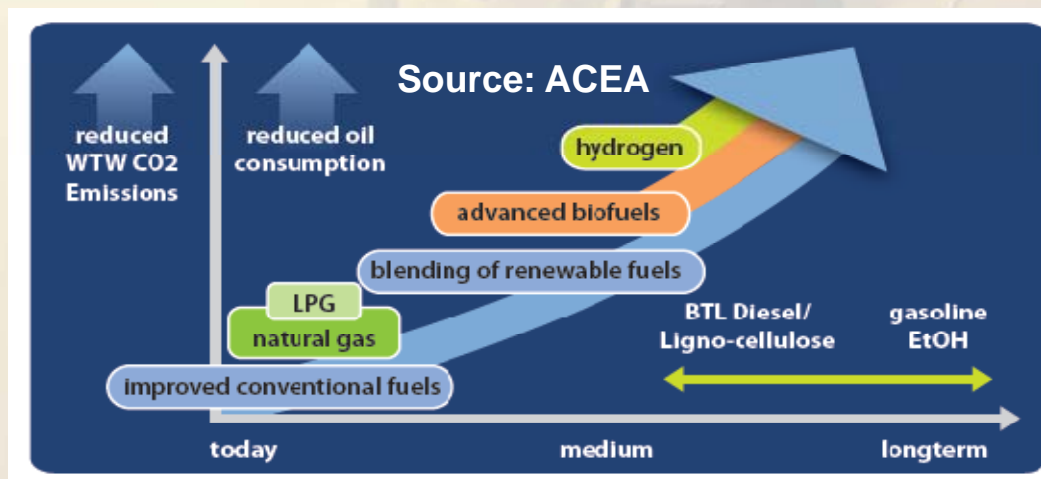 Source: ACEA
reduced
WTW CO2
Emissions
reduced oil
consumption
hydrogen
advanced biofuels
blending of renewable fuels
LPG
natural gas
improved conventional fuels
BTL Diesel/
Ligno-cellulose
gasoline
EtOH
today
medium
longterm